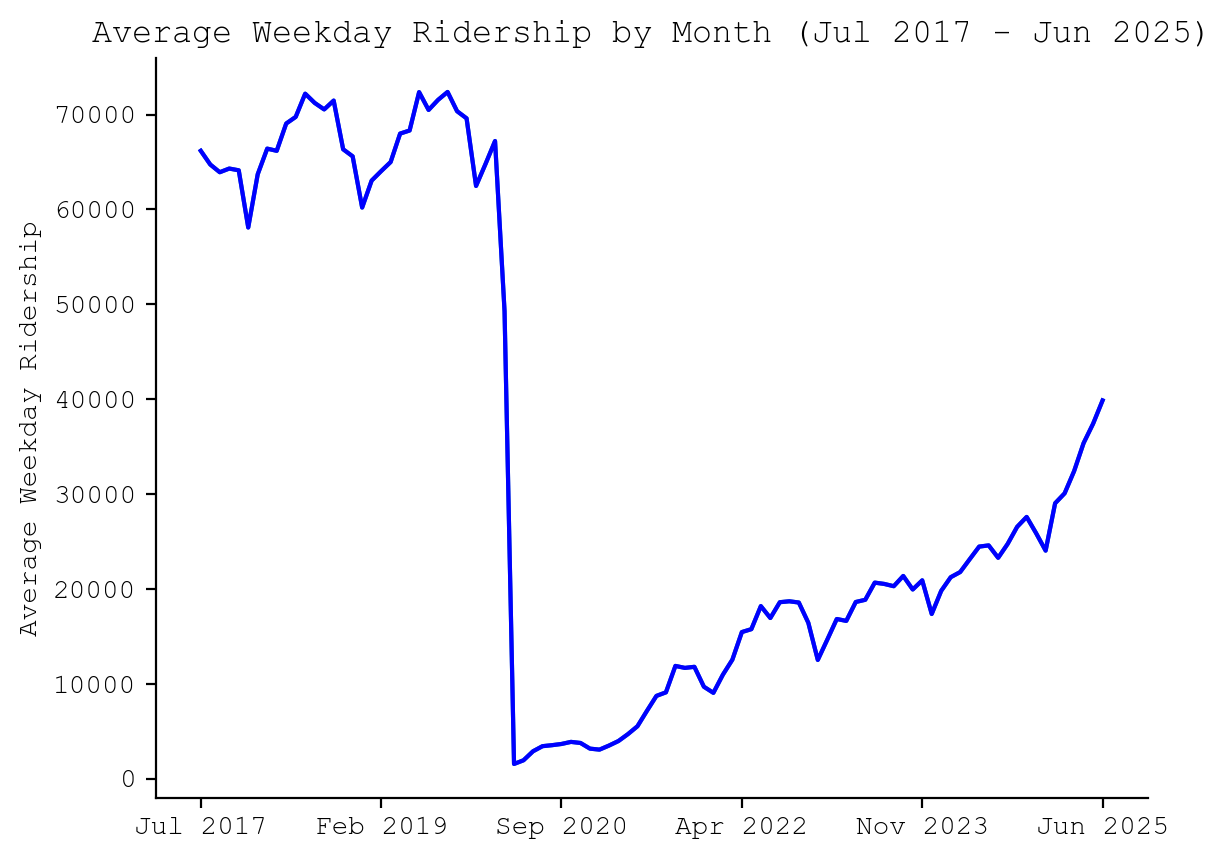 Average Weekday Ridership by Month (Jul 2017 - Jun 2025)
Average Weekday Ridership
70000
60000
50000
40000
30000
20000
10000
0
Jul 2017 Feb 2019 Sep 2020 Apr 2022 Nov 2023 Jun 2025